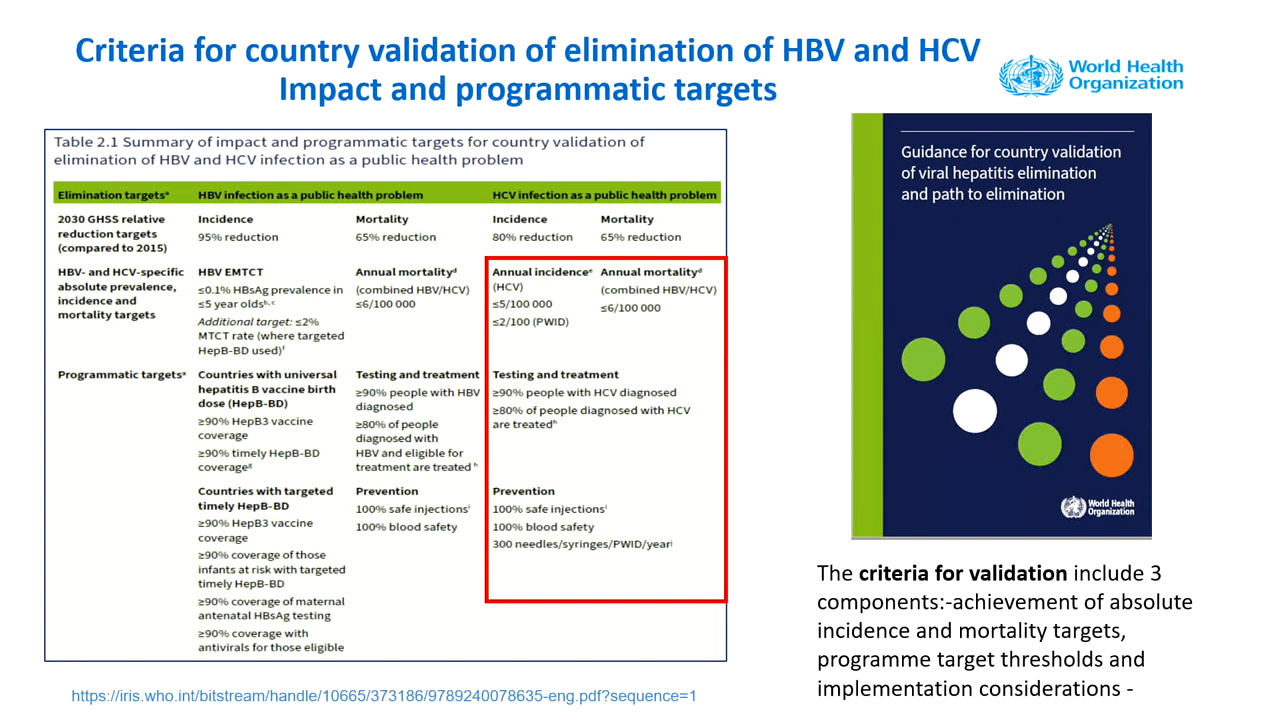 Criteria for country validation of elimination of HBV and HCV
Impact and programmatic targets
World Health
Organization
Table 2.1 Summary of impact and programmatic targets for country validation of
elimination of HBV and HCV infection as a public health problem
Elimination targetsᵃ HBV infection as a public health problem HCV infection as a public health problem
2030 GHSS relative
reduction targets
(compared to 2015)
Incidence
95% reduction
Mortality
65% reduction
Incidence
80% reduction
Mortality
65% reduction
HBV- and HCV-specific
absolute prevalence,
incidence and
mortality targets
HBV EMTCT
≤0.1% HBsAg prevalence in
≤5 year oldsᵇ˒ ᶜ
Additional target: ≤2%
MTCT rate (where targeted
HepB-BD used)ᶠ
Annual mortalityᵈ
(combined HBV/HCV)
≤6/100 000
Annual incidenceᵉ
(HCV)
≤5/100 000
≤2/100 (PWID)
Annual mortalityᵈ
(combined HBV/HCV)
≤6/100 000
Programmatic targetsᵃ
Countries with universal
hepatitis B vaccine birth
dose (HepB-BD)
≥90% HepB3 vaccine
coverage
≥90% timely HepB-BD
coverageᵍ
Testing and treatment
≥90% people with HBV
diagnosed
≥80% of people
diagnosed with
HBV and eligible for
treatment are treated ʰ
Testing and treatment
≥90% people with HCV diagnosed
≥80% of people diagnosed with HCV
are treatedʰ
Countries with targeted
timely HepB-BD
≥90% HepB3 vaccine
coverage
≥90% coverage of those
infants at risk with targeted
timely HepB-BD
≥90% coverage of maternal
antenatal HBsAg testing
≥90% coverage with
antivirals for those eligible
Prevention
100% safe injectionsⁱ
100% blood safety
Prevention
100% safe injectionsⁱ
100% blood safety
300 needles/syringes/PWID/yearʲ
https://iris.who.int/bitstream/handle/10665/373186/9789240078635-eng.pdf?sequence=1
Guidance for country validation
of viral hepatitis elimination
and path to elimination
World Health
Organization
The criteria for validation include 3
components:-achievement of absolute
incidence and mortality targets,
programme target thresholds and
implementation considerations -